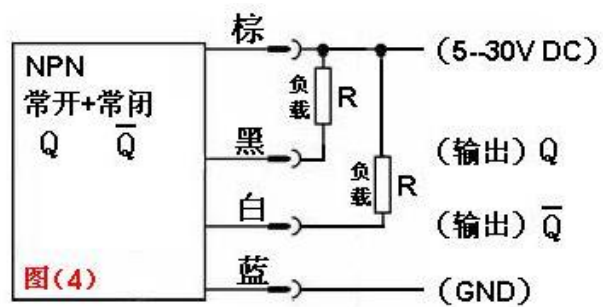 棕
(5--30V DC)
NPN
常开+常闭
Q Q̅
负载 R
黑
(输出) Q
负载 R
白
(输出) Q̅
蓝
图(4)
(GND)